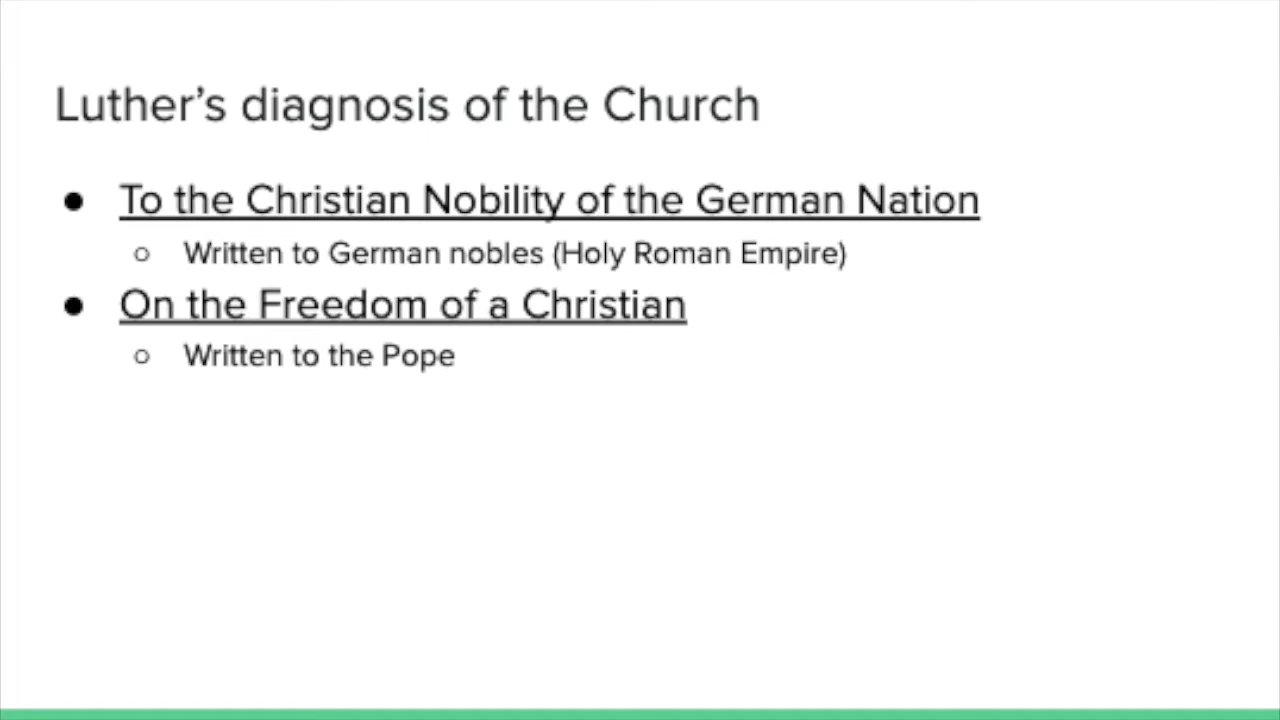 Luther's diagnosis of the Church
● To the Christian Nobility of the German Nation
○ Written to German nobles (Holy Roman Empire)
● On the Freedom of a Christian
○ Written to the Pope